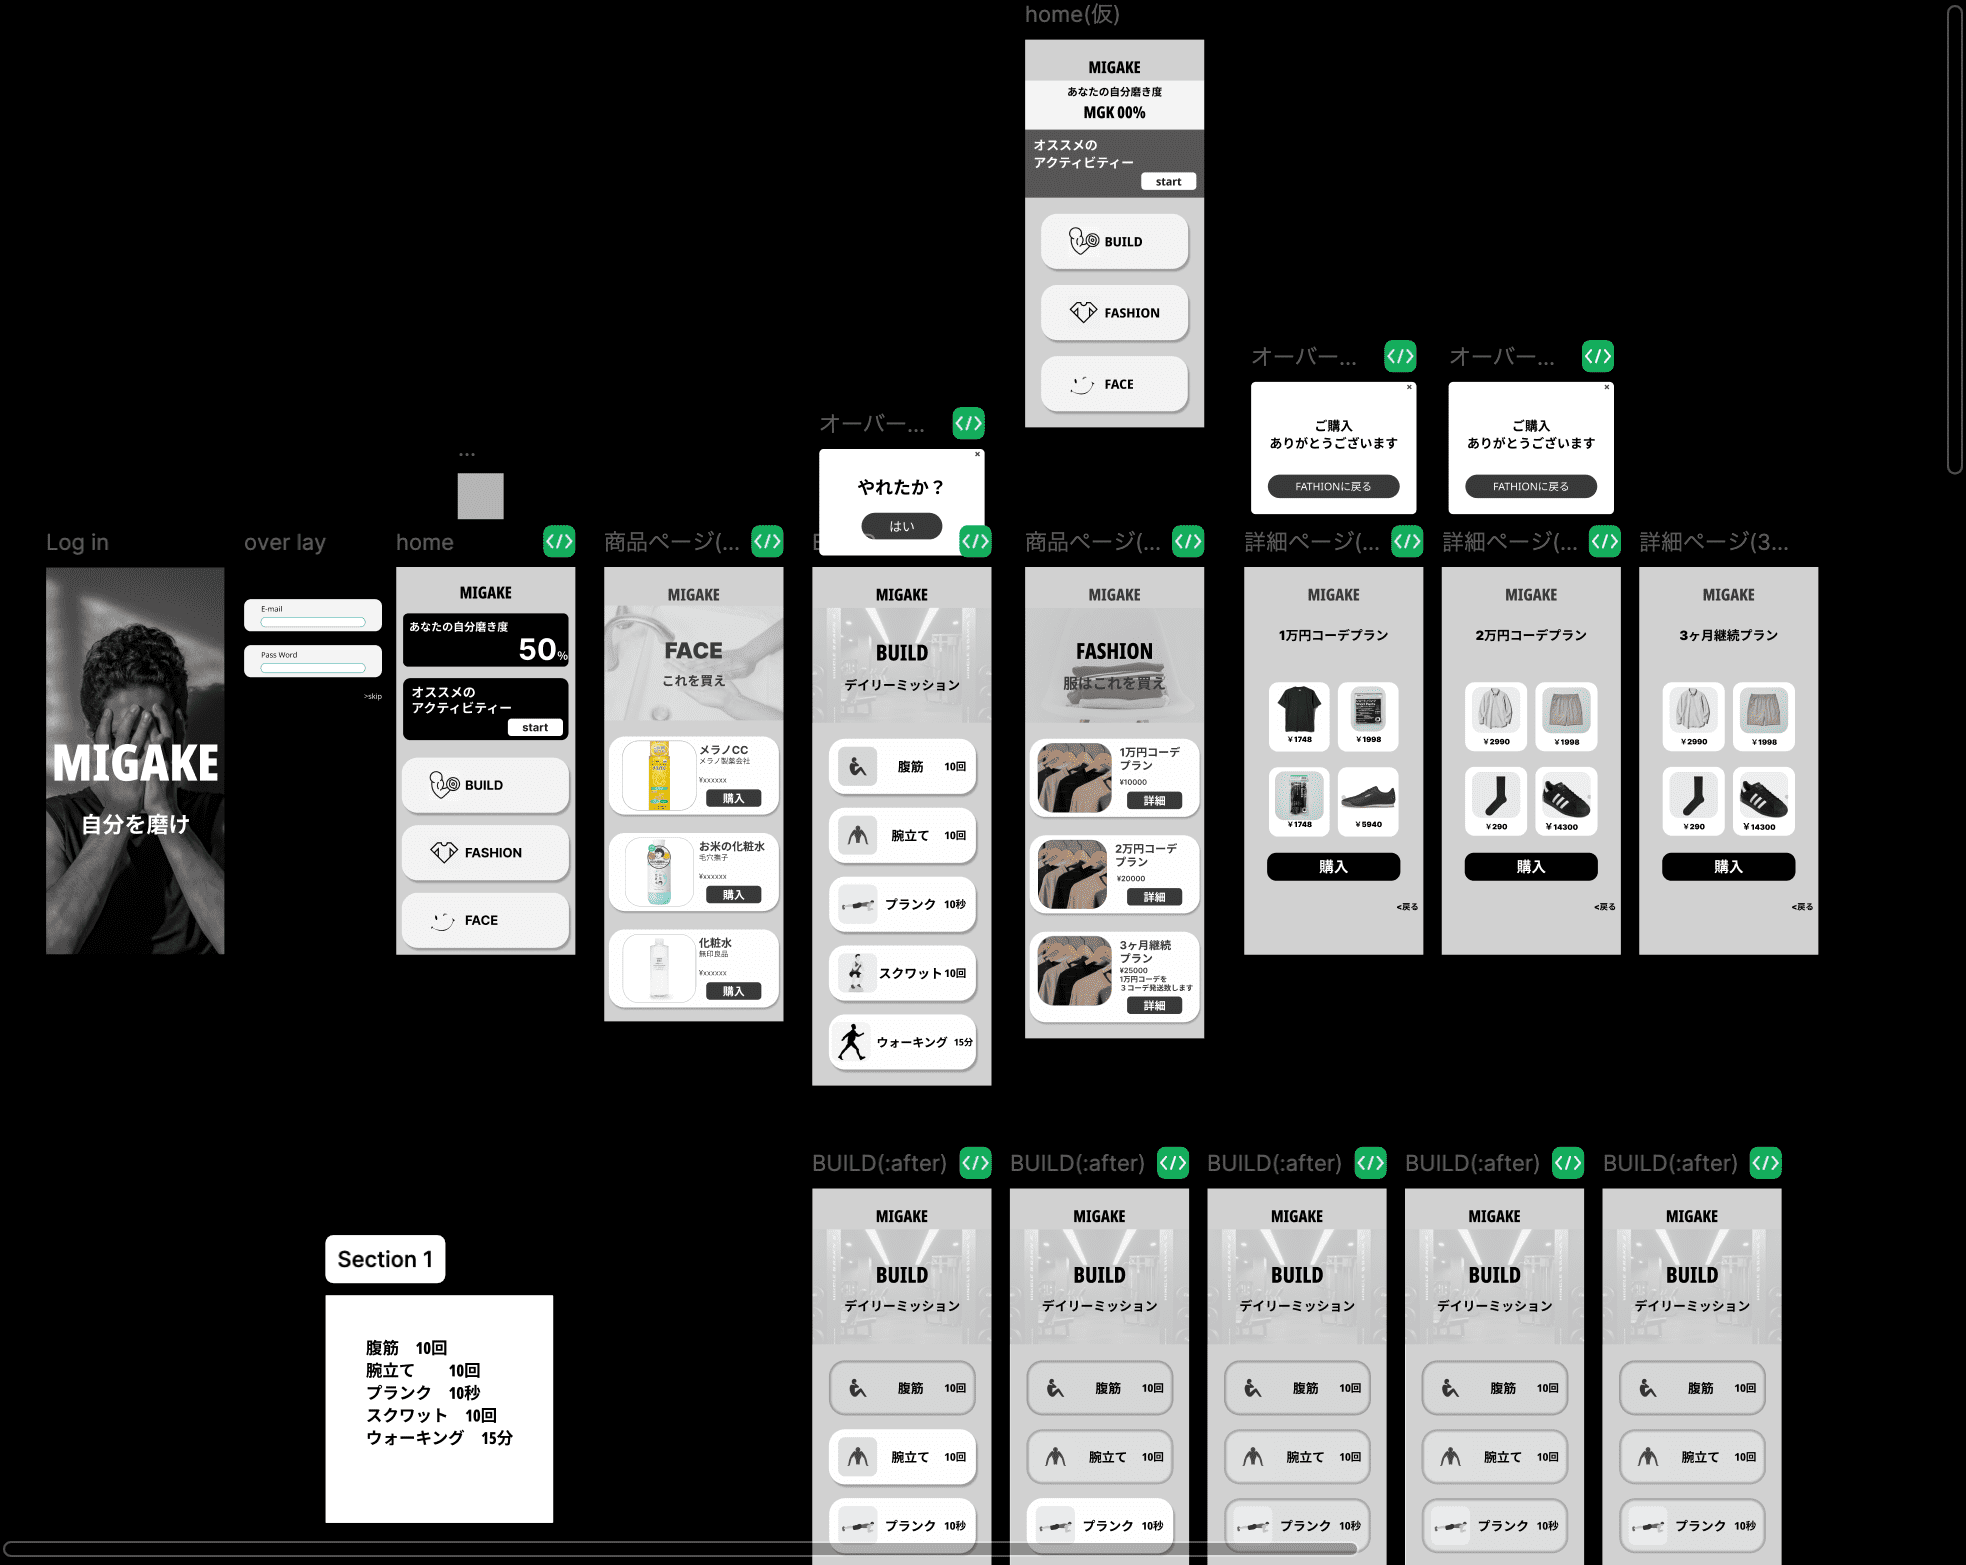 home(仮)
MIGAKE
あなたの自分磨き度
MGK 00%
オススメの
アクティビティー
start
BUILD
FASHION
FACE
オーバー...
ご購入
ありがとうございます
FATHIONに戻る
オーバー...
ご購入
ありがとうございます
FATHIONに戻る
オーバー...
やれたか？
はい
...
Log in
MIGAKE
自分を磨け
over lay
E-mail
Pass Word
>skip
home
MIGAKE
あなたの自分磨き度
50%
オススメの
アクティビティー
start
BUILD
FASHION
FACE
商品ページ(...
MIGAKE
FACE
これを買え
メラノCC
メラノ製薬会社
¥xxxxxx
購入
お米の化粧水
毛穴撫子
¥xxxxxx
購入
化粧水
無印良品
¥xxxxxx
購入
MIGAKE
BUILD
デイリーミッション
腹筋 10回
腕立て 10回
プランク 10秒
スクワット 10回
ウォーキング 15分
商品ページ(...
MIGAKE
FASHION
服はこれを買え
1万円コーデ
プラン
¥10000
詳細
2万円コーデ
プラン
¥20000
詳細
3ヶ月継続
プラン
¥25000
1万円コーデを
３コーデ発送致します
詳細
詳細ページ(...
MIGAKE
1万円コーデプラン
￥1748
￥1998
￥1748
￥5940
購入
<戻る
詳細ページ(...
MIGAKE
2万円コーデプラン
￥2990
￥1998
￥290
￥14300
購入
<戻る
詳細ページ(3...
MIGAKE
3ヶ月継続プラン
￥2990
￥1998
￥290
￥14300
購入
<戻る
Section 1
腹筋　10回
腕立て　　10回
プランク　10秒
スクワット　10回
ウォーキング　15分
BUILD(:after)
MIGAKE
BUILD
デイリーミッション
腹筋 10回
腕立て 10回
プランク 10秒
BUILD(:after)
MIGAKE
BUILD
デイリーミッション
腹筋 10回
腕立て 10回
プランク 10秒
BUILD(:after)
MIGAKE
BUILD
デイリーミッション
腹筋 10回
腕立て 10回
プランク 10秒
BUILD(:after)
MIGAKE
BUILD
デイリーミッション
腹筋 10回
腕立て 10回
プランク 10秒
BUILD(:after)
MIGAKE
BUILD
デイリーミッション
腹筋 10回
腕立て 10回
プランク 10秒